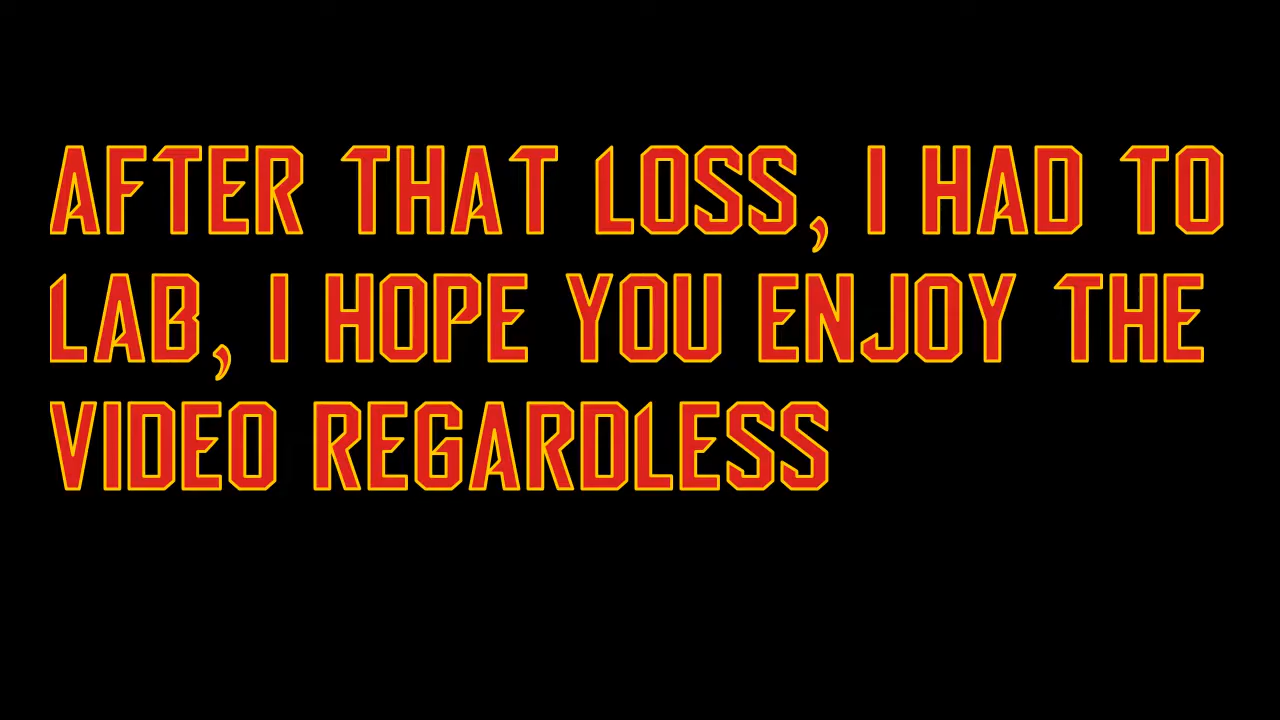 AFTER THAT LOSS, I HAD TO
LAB, I HOPE YOU ENJOY THE
VIDEO REGARDLESS